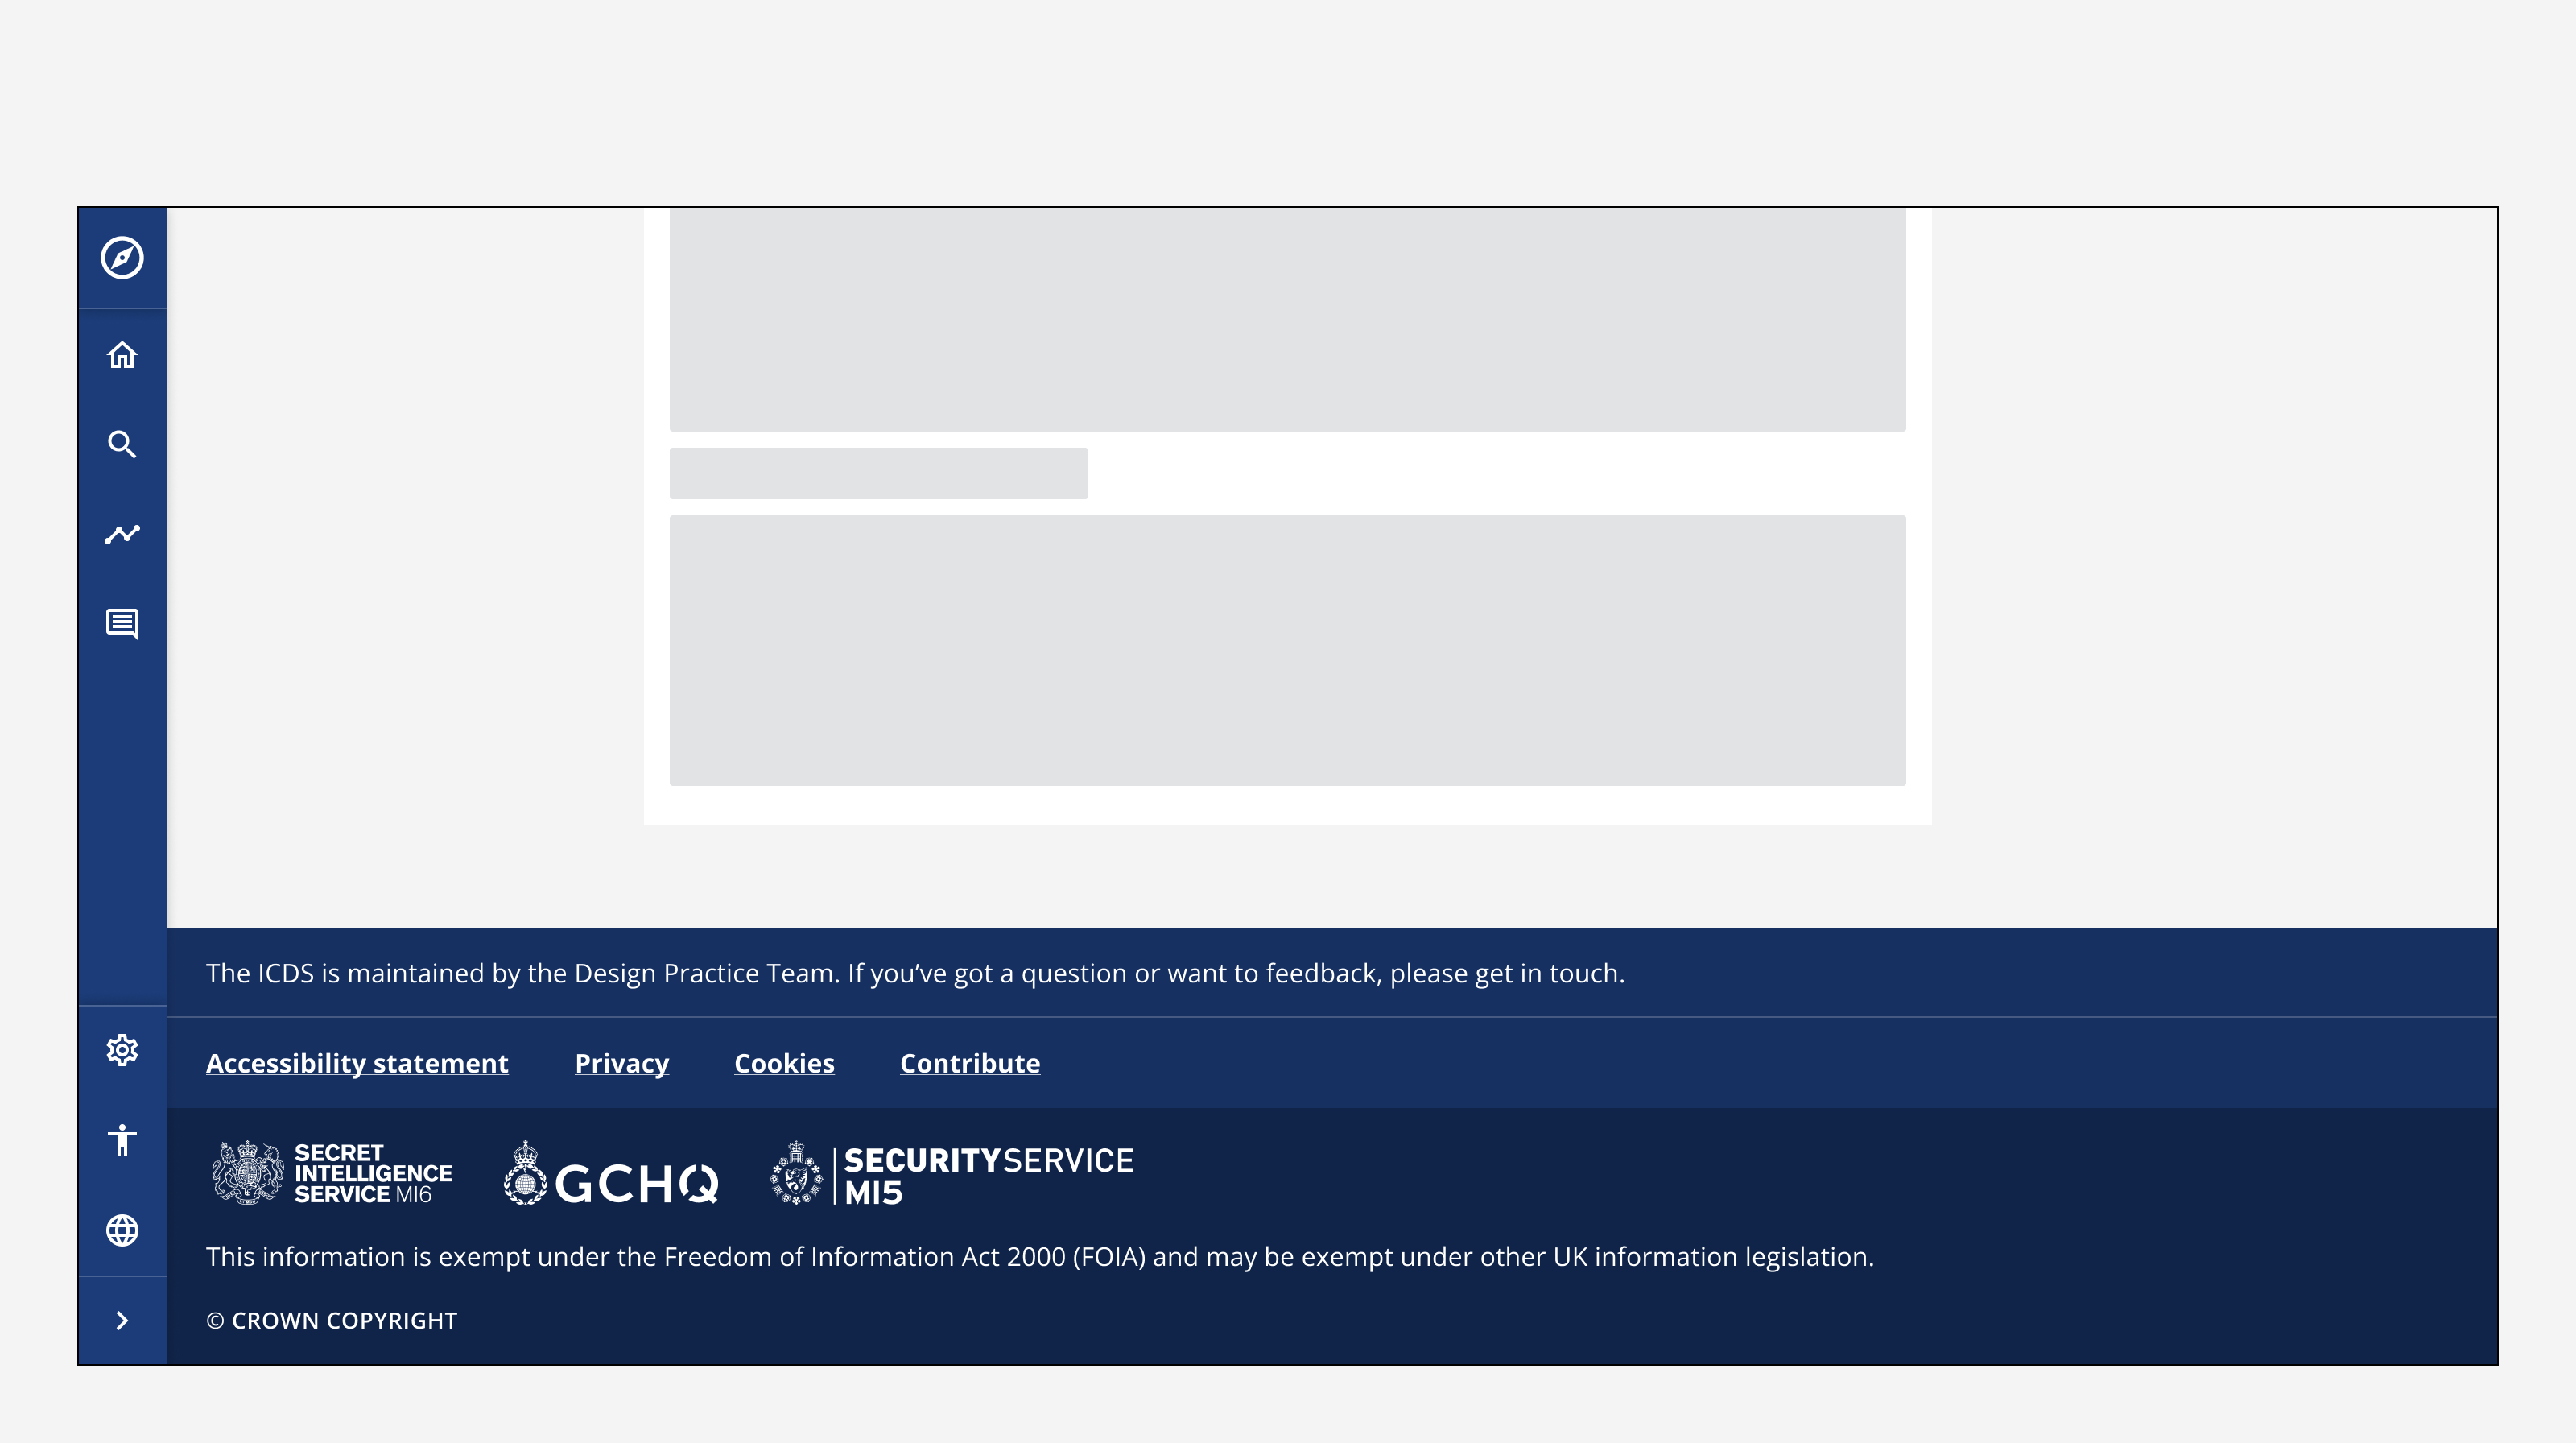 The ICDS is maintained by the Design Practice Team. If you’ve got a question or want to feedback, please get in touch.
Accessibility statement Privacy Cookies Contribute
SECRET
INTELLIGENCE
SERVICE MI6
GCHQ
SECURITYSERVICE
MI5
This information is exempt under the Freedom of Information Act 2000 (FOIA) and may be exempt under other UK information legislation.
© CROWN COPYRIGHT